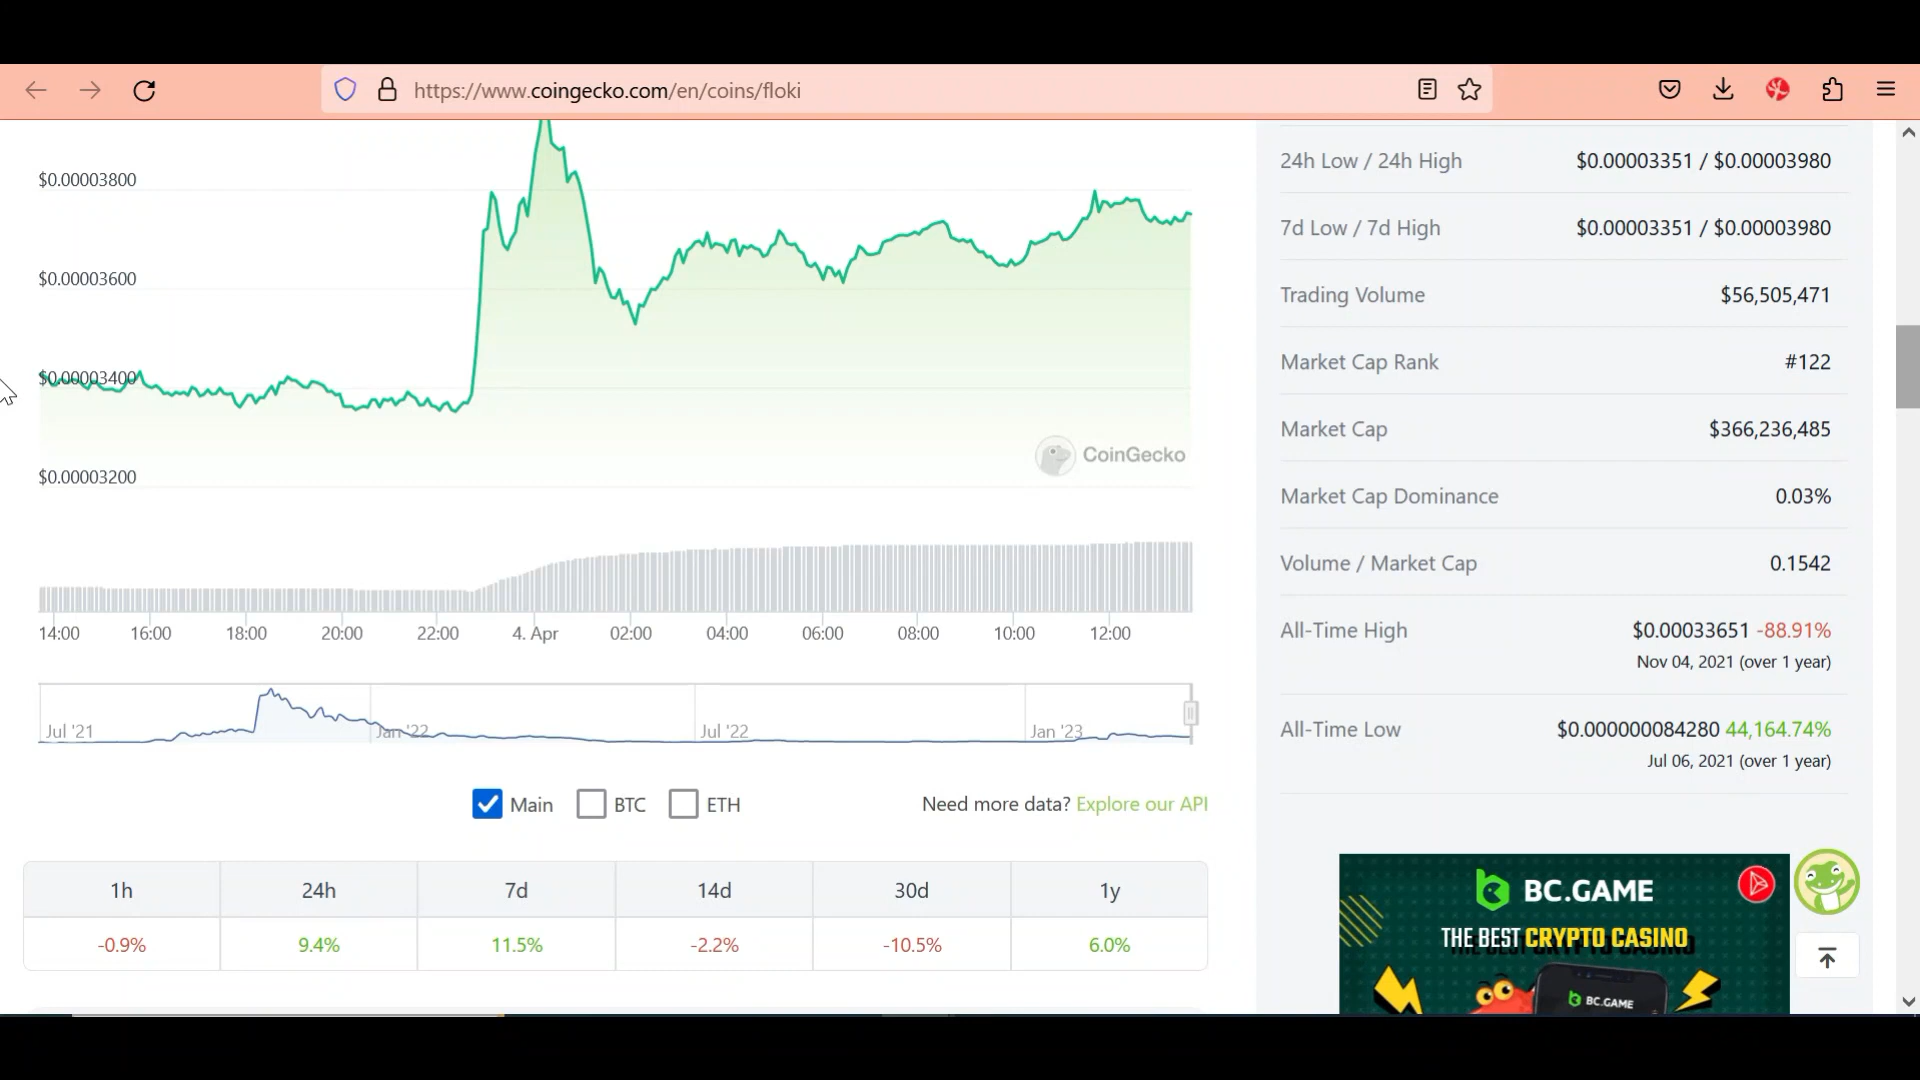 https://www.coingecko.com/en/coins/floki
$0.00003800
$0.00003600
$0.00003400
$0.00003200
CoinGecko
14:00 16:00 18:00 20:00 22:00 4. Apr 02:00 04:00 06:00 08:00 10:00 12:00
Jul '21 Jan '22 Jul '22 Jan '23
Main BTC ETH
Need more data? Explore our API
1h 24h 7d 14d 30d 1y
-0.9% 9.4% 11.5% -2.2% -10.5% 6.0%
24h Low / 24h High $0.00003351 / $0.00003980
7d Low / 7d High $0.00003351 / $0.00003980
Trading Volume $56,505,471
Market Cap Rank #122
Market Cap $366,236,485
Market Cap Dominance 0.03%
Volume / Market Cap 0.1542
All-Time High $0.00033651 -88.91%
Nov 04, 2021 (over 1 year)
All-Time Low $0.000000084280 44,164.74%
Jul 06, 2021 (over 1 year)
BC.GAME
THE BEST CRYPTO CASINO
BC.GAME